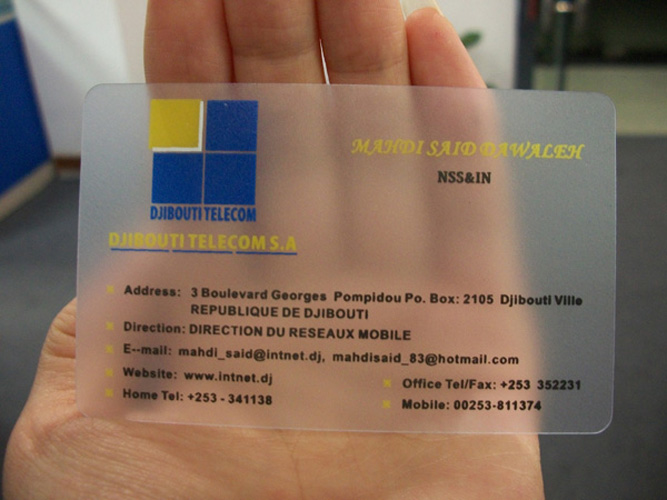 DJIBOUTI TELECOM
DJIBOUTI TELECOM S.A
MAHDI SAID DAWALEH
NSS&IN
Address: 3 Boulevard Georges Pompidou Po. Box: 2105 Djibouti Ville
REPUBLIQUE DE DJIBOUTI
Direction: DIRECTION DU RESEAUX MOBILE
E--mail: mahdi_said@intnet.dj, mahdisaid_83@hotmail.com
Website: www.intnet.dj
Home Tel: +253 - 341138
Office Tel/Fax: +253 352231
Mobile: 00253-811374